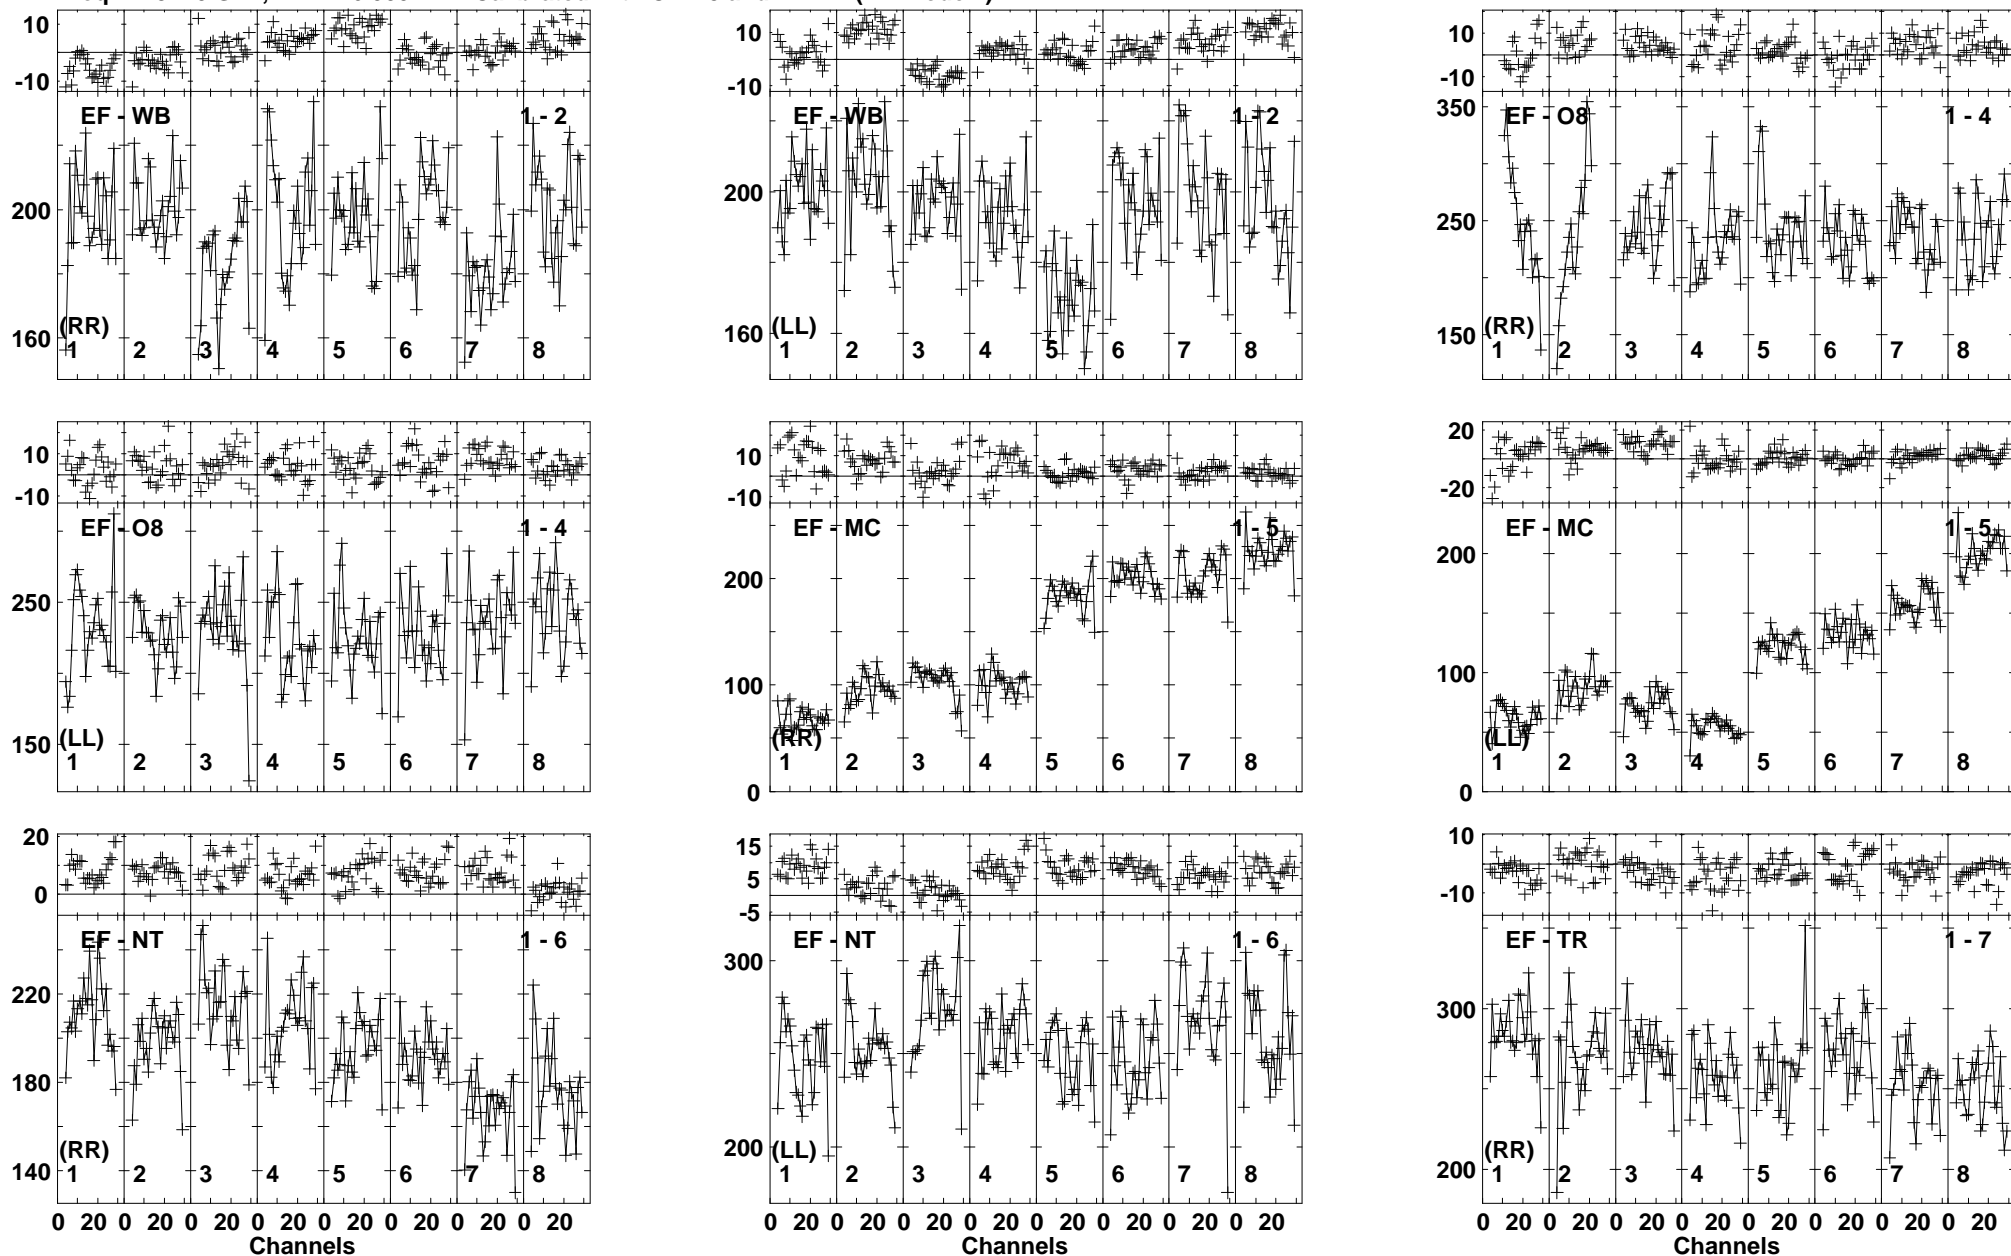 10 10 10
-10 -10 -10
EF - WB 1 - 2 EF - WB 1 - 2 350 EF - O8 1 - 4
200 200 250
160 (RR) 160 (LL) 150 (RR)
1 2 3 4 5 6 7 8 1 2 3 4 5 6 7 8 1 2 3 4 5 6 7 8
10 10 20
-10 -10 -20
EF - O8 1 - 4 EF - MC 1 - 5 EF - MC 1 - 5
250 200 200
150 (LL) 100 (RR) 100 (LL)
1 2 3 4 5 6 7 8 1 2 3 4 5 6 7 8 1 2 3 4 5 6 7 8
0 0
20 15 10
0 5 -10
-5
EF - NT 1 - 6 EF - NT 1 - 6 EF - TR 1 - 7
220 300 300
180
140 (RR) 200 (LL) 200 (RR)
1 2 3 4 5 6 7 8 1 2 3 4 5 6 7 8 1 2 3 4 5 6 7 8
0 20 0 20 0 20 0 20 0 20 0 20 0 20 0 20 0 20 0 20 0 20 0 20 0 20 0 20 0 20 0 20 0 20 0 20 0 20 0 20 0 20 0 20 0 20 0 20
Channels Channels Channels